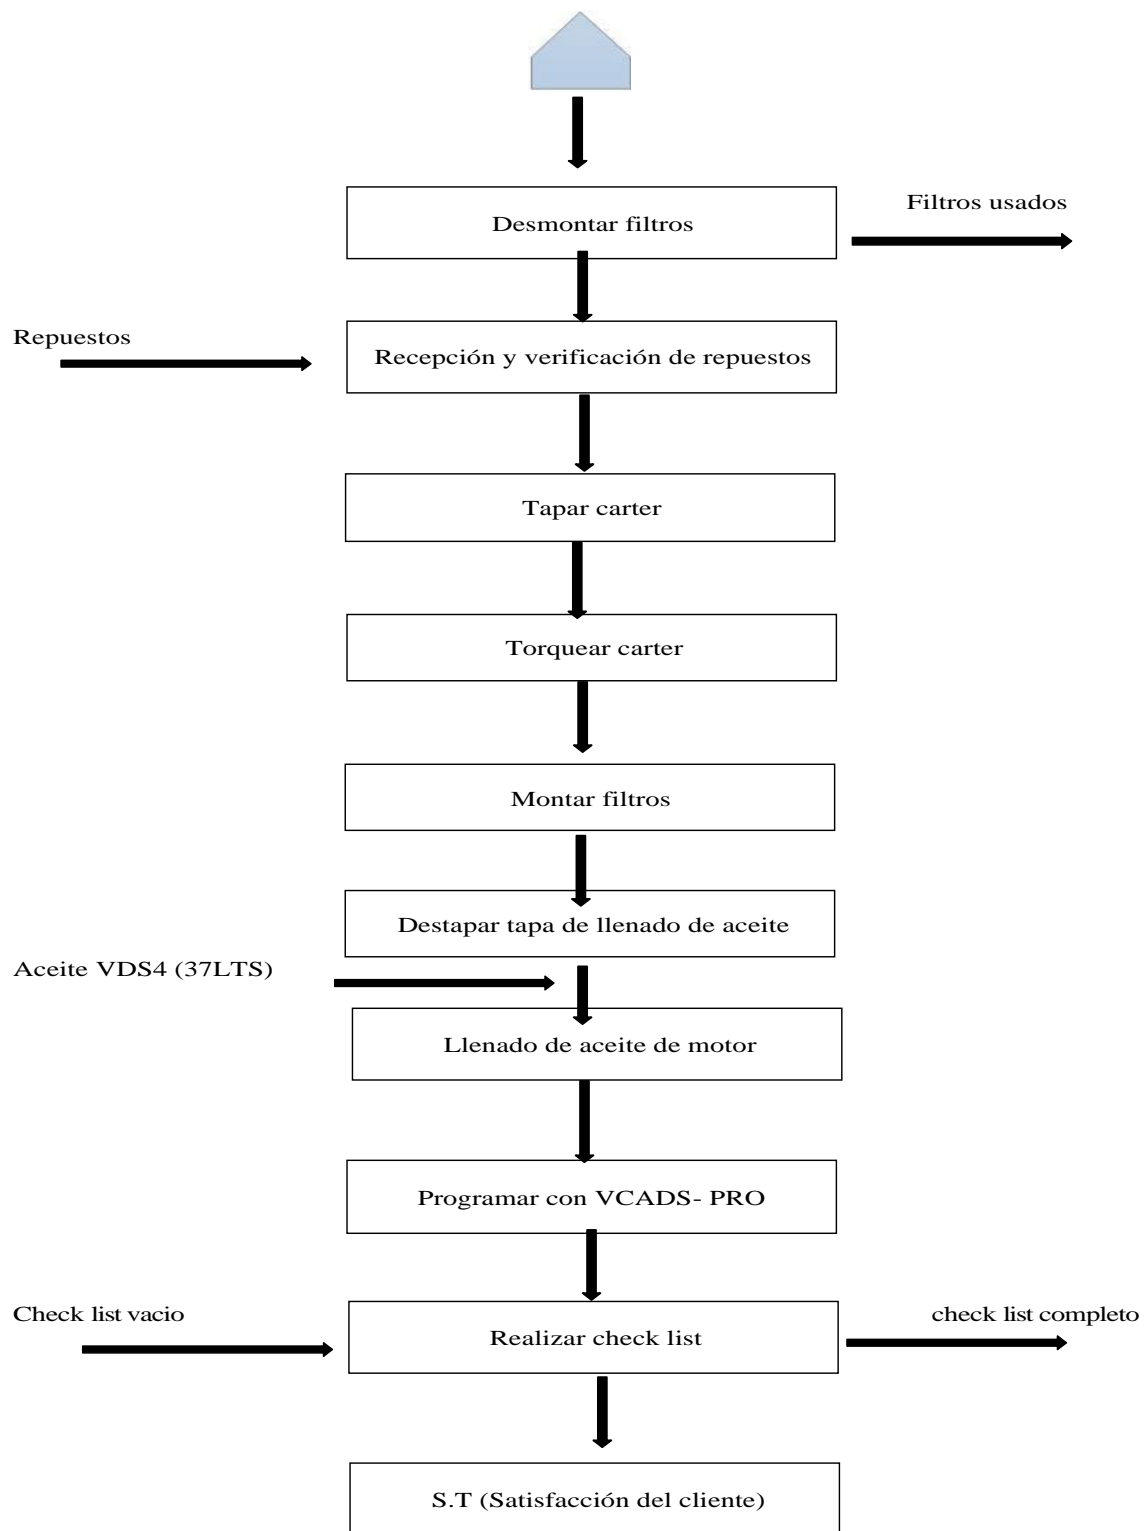 Filtros usados
Desmontar filtros
Repuestos
Recepción y verificación de repuestos
Tapar carter
Torquear carter
Montar filtros
Destapar tapa de llenado de aceite
Aceite VDS4 (37LTS)
Llenado de aceite de motor
Programar con VCADS- PRO
Check list vacio
check list completo
Realizar check list
S.T (Satisfacción del cliente)